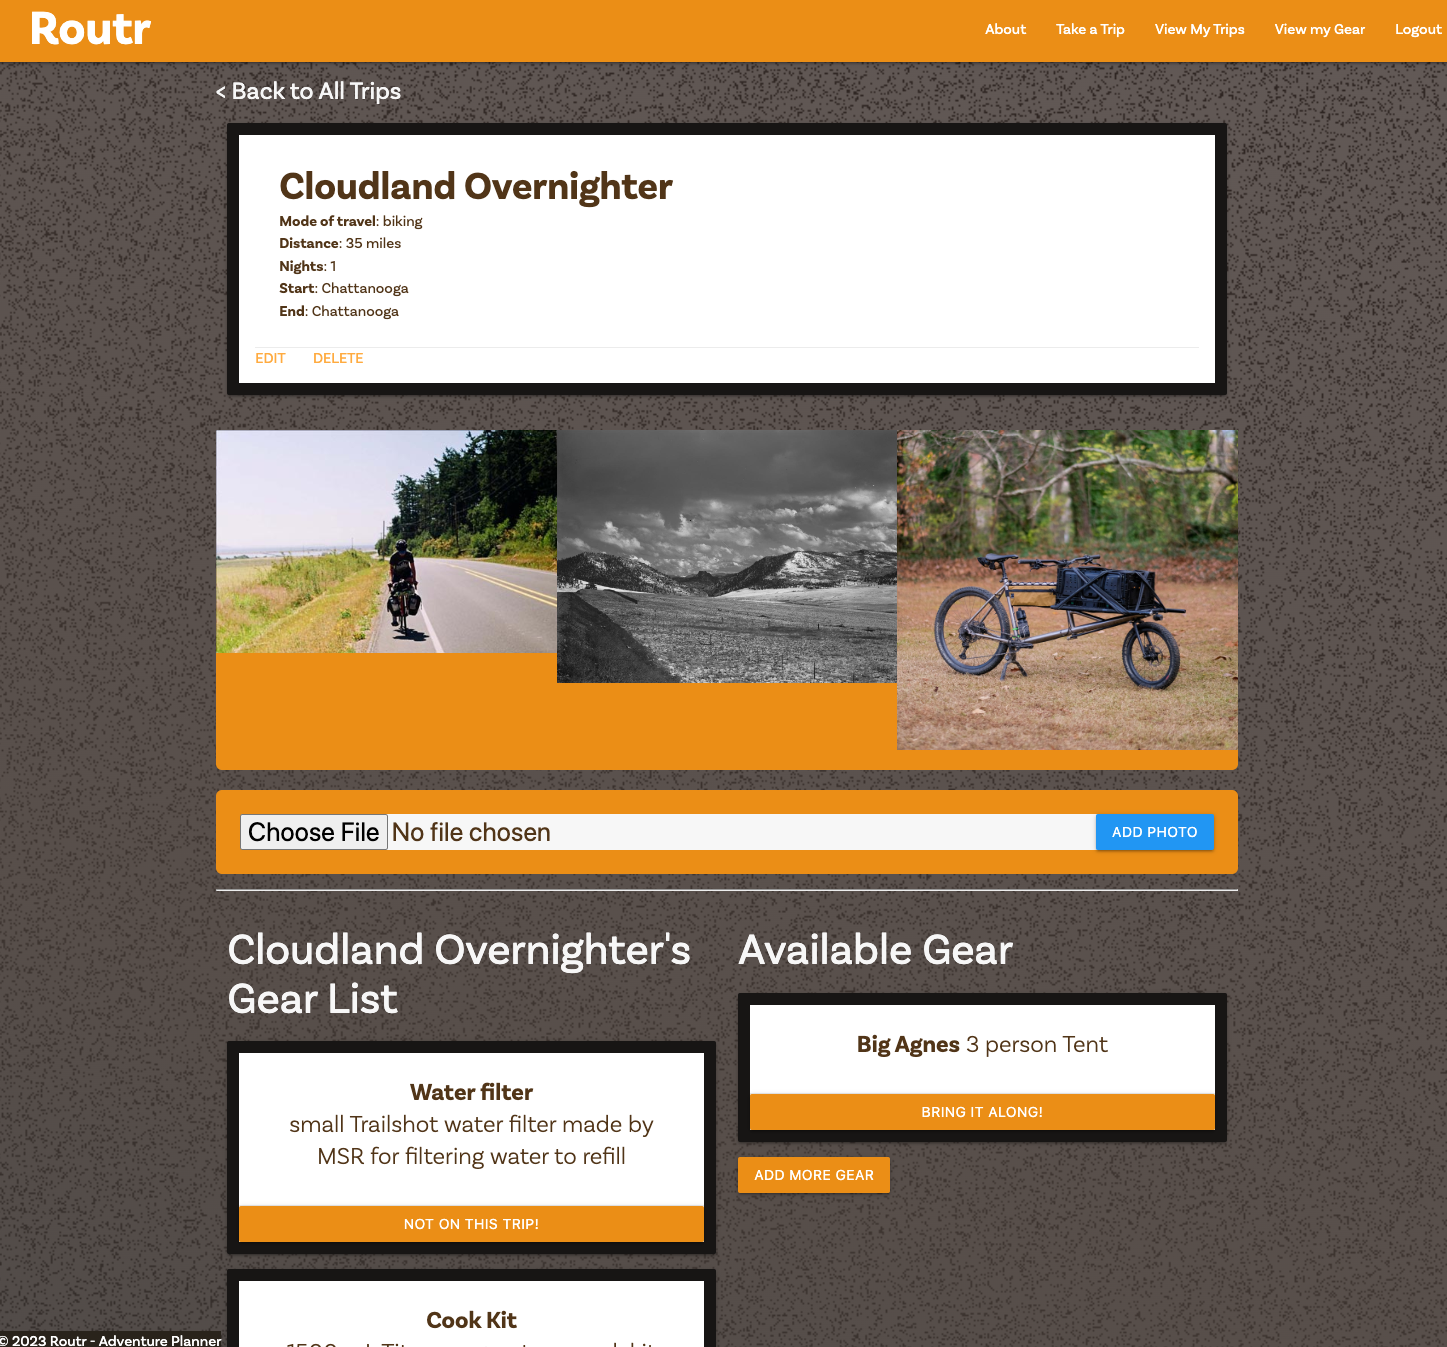 Routr
About Take a Trip View My Trips View my Gear Logout
< Back to All Trips
Cloudland Overnighter
Mode of travel: biking
Distance: 35 miles
Nights: 1
Start: Chattanooga
End: Chattanooga
EDIT DELETE
Choose File No file chosen ADD PHOTO
Cloudland Overnighter's
Gear List
Water filter
small Trailshot water filter made by
MSR for filtering water to refill
NOT ON THIS TRIP!
Cook Kit
Available Gear
Big Agnes 3 person Tent
BRING IT ALONG!
ADD MORE GEAR
© 2023 Routr - Adventure Planner